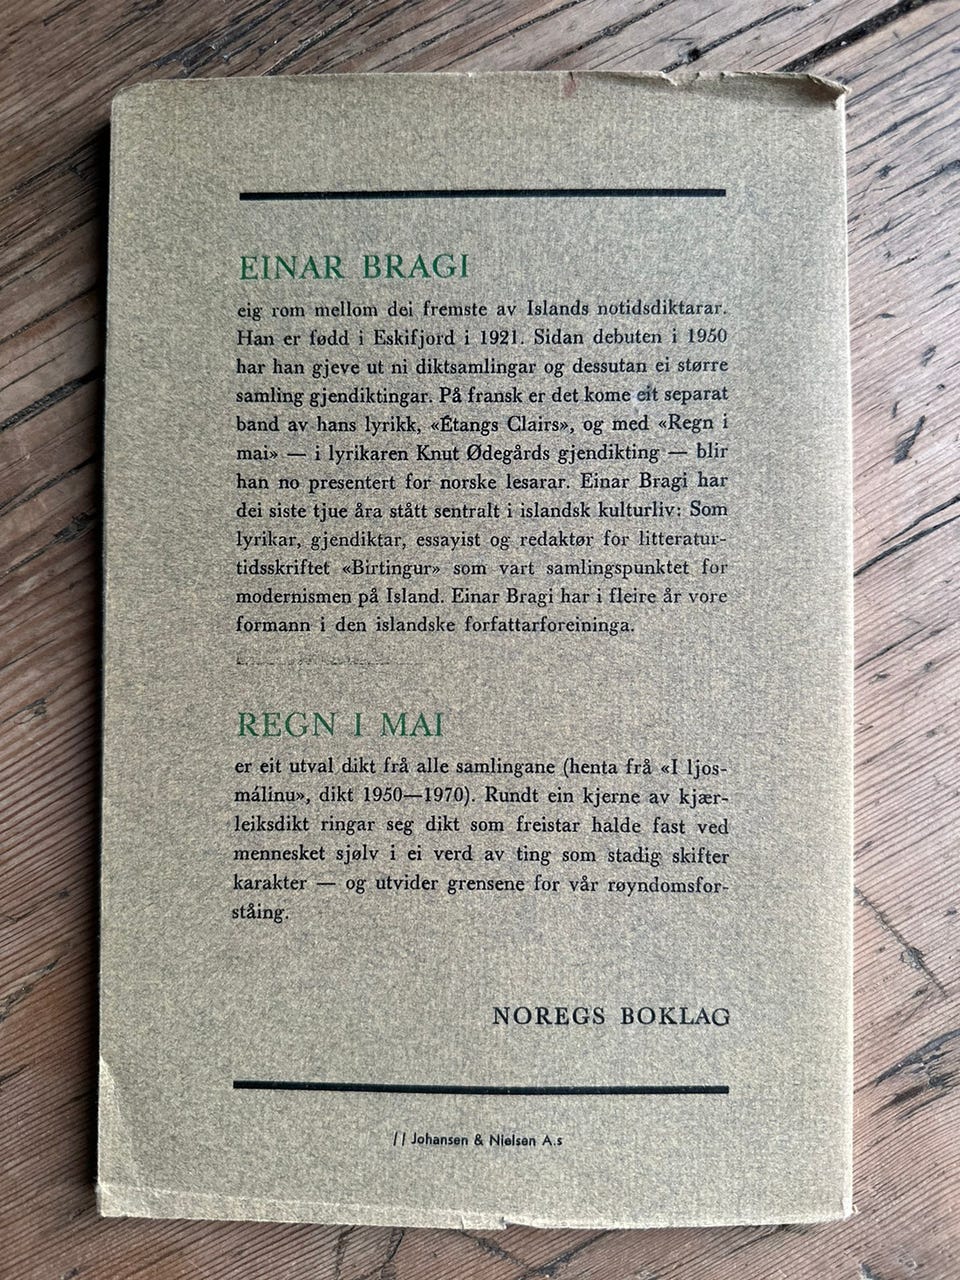 EINAR BRAGI
eig rom mellom dei fremste av Islands notidsdiktarar.
Han er fødd i Eskifjord i 1921. Sidan debuten i 1950
har han gjeve ut ni diktsamlingar og dessutan ei større
samling gjendiktingar. På fransk er det kome eit separat
band av hans lyrikk, «Étangs Clairs», og med «Regn i
mai» — i lyrikaren Knut Ødegårds gjendikting — blir
han no presentert for norske lesarar. Einar Bragi har
dei siste tjue åra stått sentralt i islandsk kulturliv: Som
lyrikar, gjendiktar, essayist og redaktør for litteratur-
tidsskriftet «Birtingur» som vart samlingspunktet for
modernismen på Island. Einar Bragi har i fleire år vore
formann i den islandske forfattarforeininga.
REGN I MAI
er eit utval dikt frå alle samlingane (henta frå «I ljos-
málinu», dikt 1950—1970). Rundt ein kjerne av kjær-
leiksdikt ringar seg dikt som freistar halde fast ved
mennesket sjølv i ei verd av ting som stadig skifter
karakter — og utvider grensene for vår røyndomsfor-
ståing.
NOREGS BOKLAG
// Johansen & Nielsen A.s